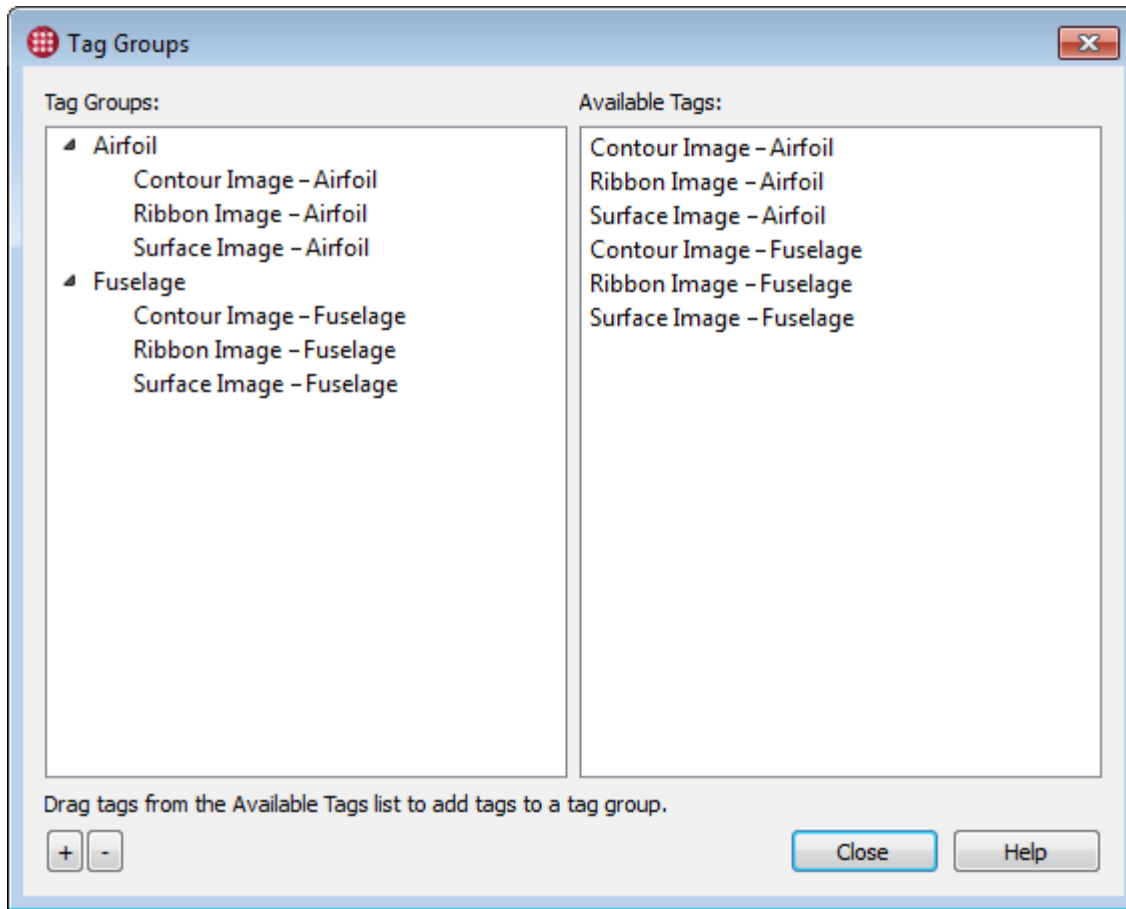 Tag Groups
Tag Groups:
Airfoil
Contour Image – Airfoil
Ribbon Image – Airfoil
Surface Image – Airfoil
Fuselage
Contour Image – Fuselage
Ribbon Image – Fuselage
Surface Image – Fuselage
Available Tags:
Contour Image – Airfoil
Ribbon Image – Airfoil
Surface Image – Airfoil
Contour Image – Fuselage
Ribbon Image – Fuselage
Surface Image – Fuselage
Drag tags from the Available Tags list to add tags to a tag group.
+ -
Close Help